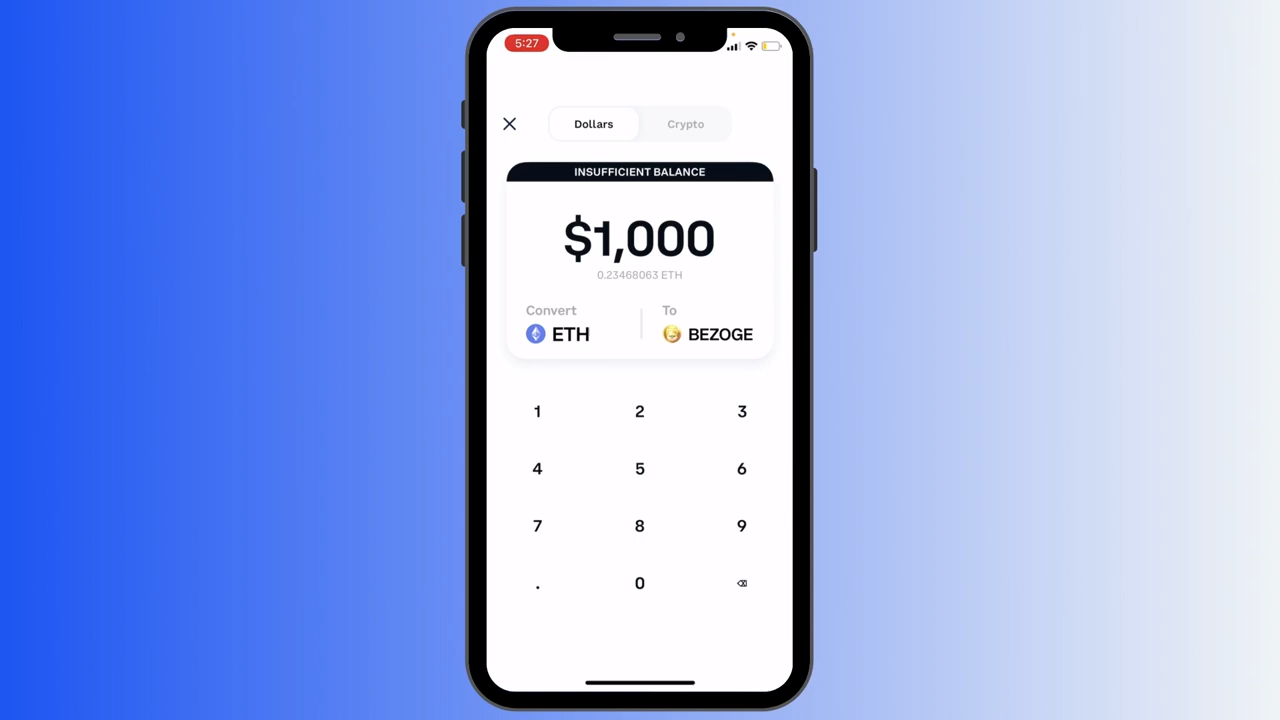 5:27
Dollars Crypto
INSUFFICIENT BALANCE
$1,000
0.23468063 ETH
Convert To
ETH BEZOGE
1 2 3
4 5 6
7 8 9
. 0